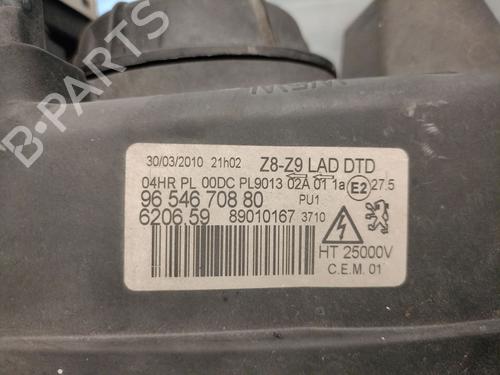 B-PARTS
30/03/2010 21h02 Z8-Z9 LAD DTD
04HR PL 00DC PL9013 02A 01 1a E2 27.5
96 546 708 80 PU1
6206.59 89010167 3710
HT 25000V
C.E.M. 01